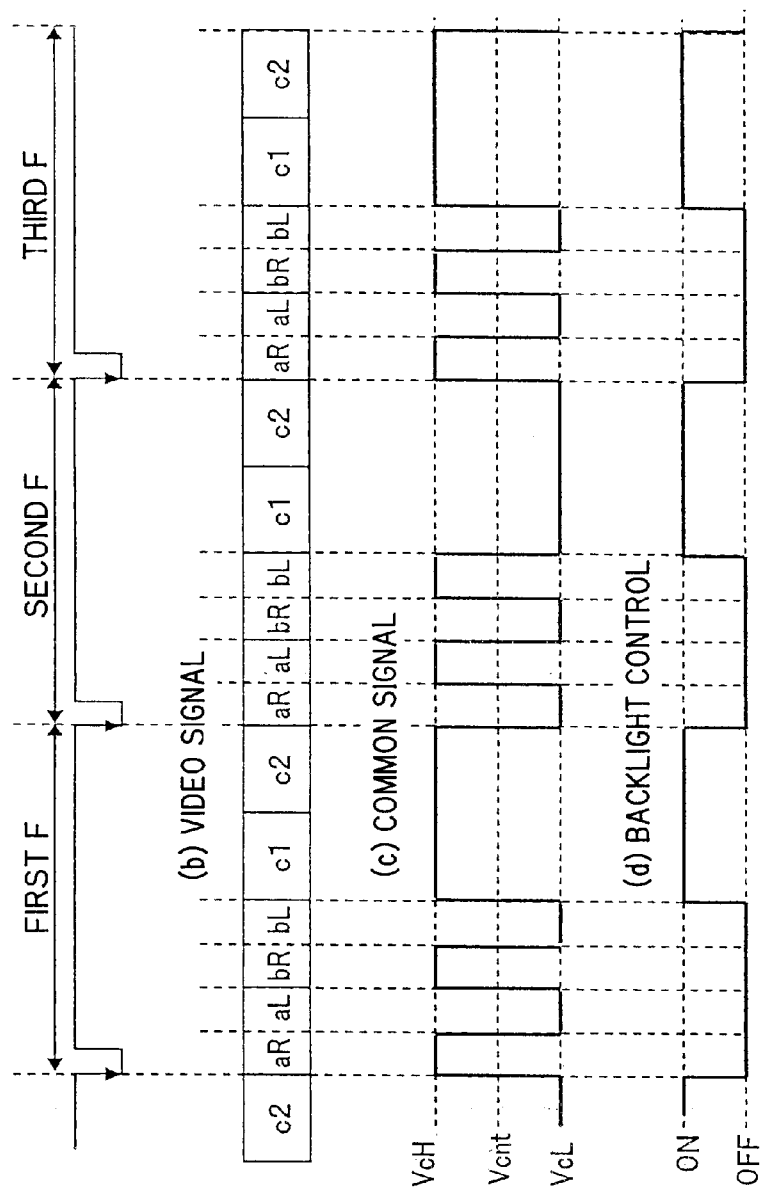 FIRST F
SECOND F
THIRD F
(b) VIDEO SIGNAL
c2 aR aL bR bL c1 c2 aR aL bR bL c1 c2 aR aL bR bL c1 c2
(c) COMMON SIGNAL
VcH
Vcnt
VcL
(d) BACKLIGHT CONTROL
ON
OFF